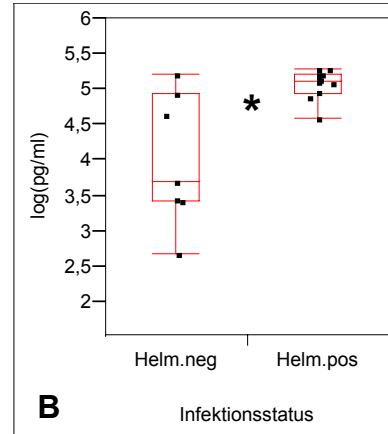 6
5,5
5
4,5
4
3,5
3
2,5
2
log(pg/ml)
*
Helm.neg
Helm.pos
B
Infektionsstatus